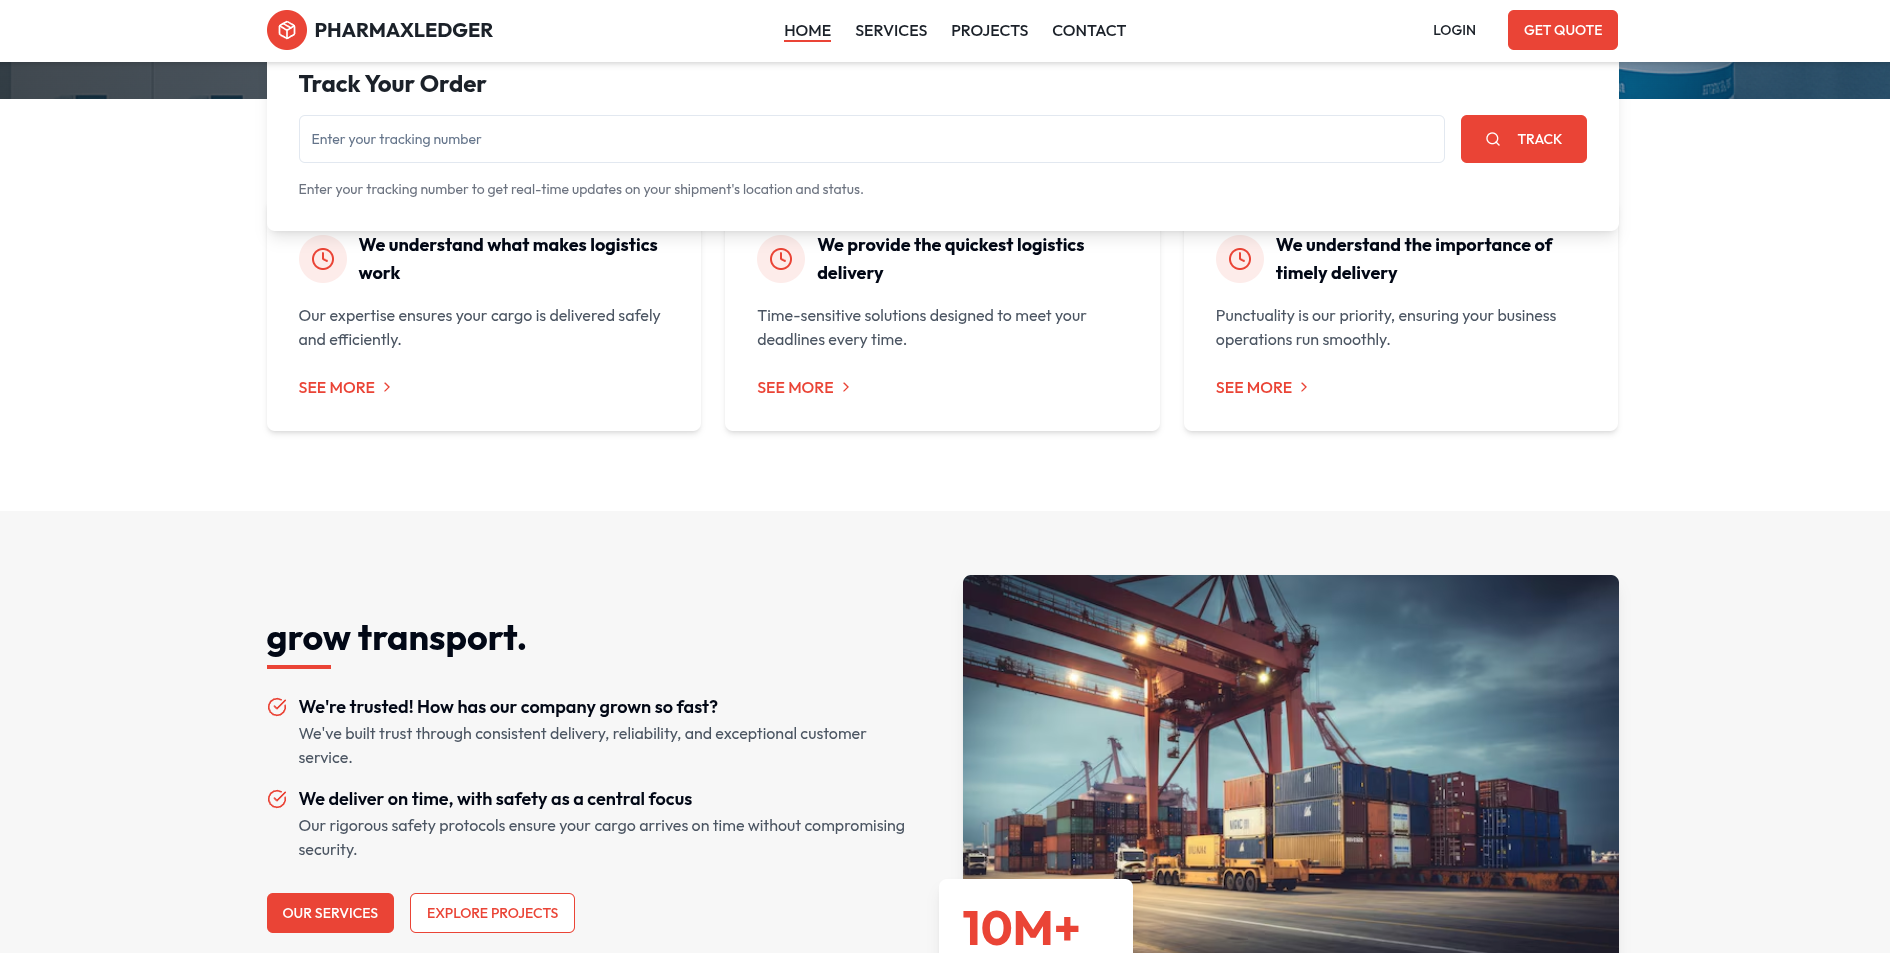 PHARMAXLEDGER
HOME SERVICES PROJECTS CONTACT
LOGIN
GET QUOTE
Track Your Order
Enter your tracking number
TRACK
Enter your tracking number to get real-time updates on your shipment's location and status.
We understand what makes logistics
work
Our expertise ensures your cargo is delivered safely
and efficiently.
SEE MORE
We provide the quickest logistics
delivery
Time-sensitive solutions designed to meet your
deadlines every time.
SEE MORE
We understand the importance of
timely delivery
Punctuality is our priority, ensuring your business
operations run smoothly.
SEE MORE
grow transport.
We're trusted! How has our company grown so fast?
We've built trust through consistent delivery, reliability, and exceptional customer
service.
We deliver on time, with safety as a central focus
Our rigorous safety protocols ensure your cargo arrives on time without compromising
security.
OUR SERVICES
EXPLORE PROJECTS
10M+